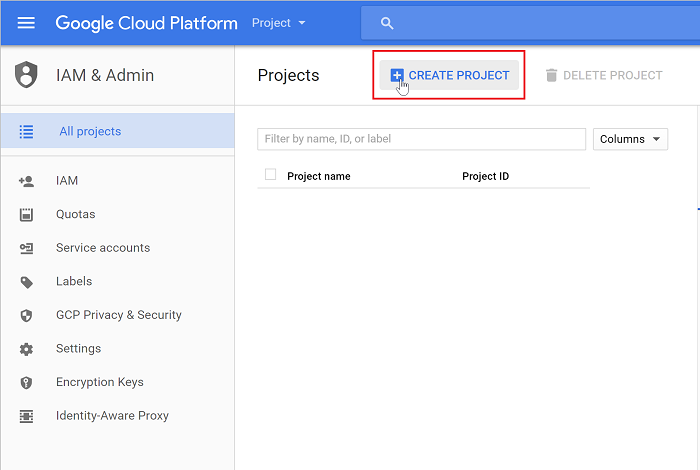 Google Cloud Platform Project
IAM & Admin
Projects
CREATE PROJECT
DELETE PROJECT
All projects
Filter by name, ID, or label
Columns
Project name Project ID
IAM
Quotas
Service accounts
Labels
GCP Privacy & Security
Settings
Encryption Keys
Identity-Aware Proxy